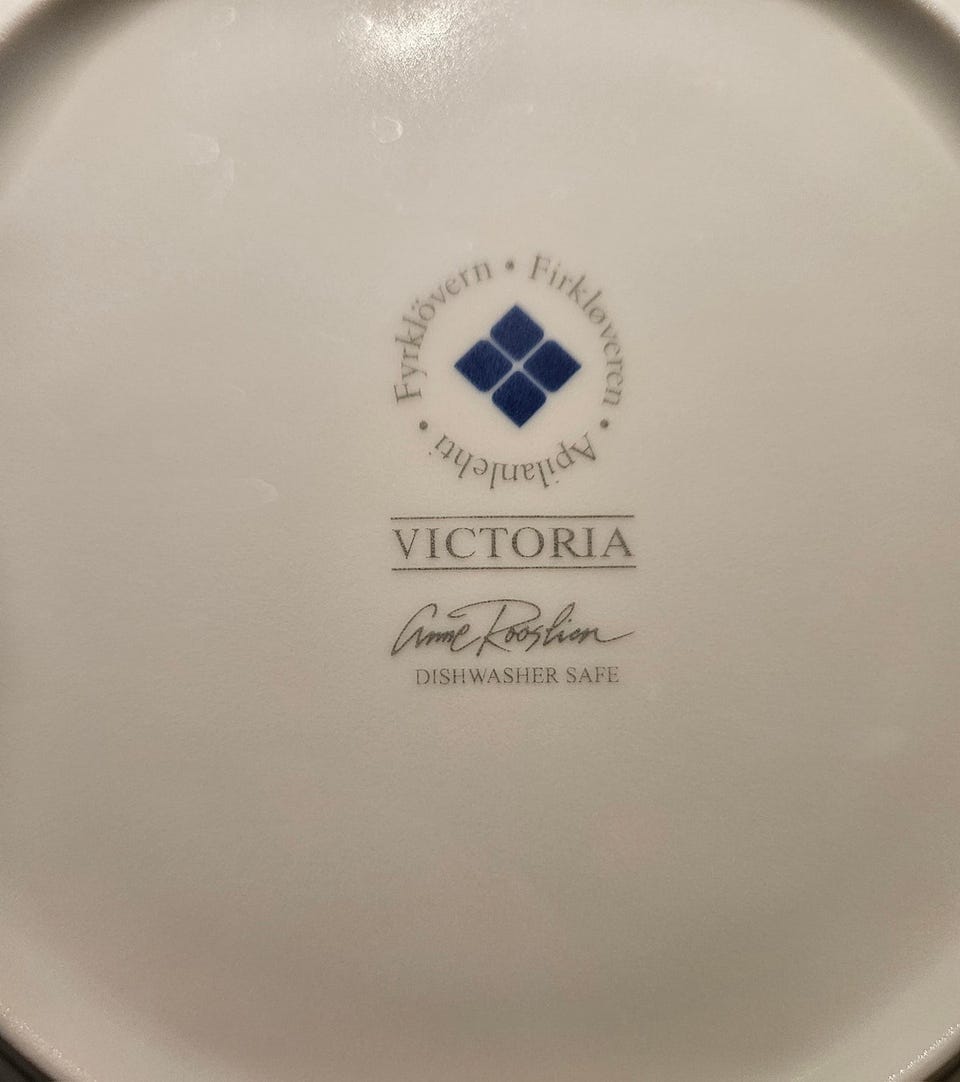 Fyrklövern • Firkløveren • Apilanlehti •
VICTORIA
Anne Rooslien
DISHWASHER SAFE